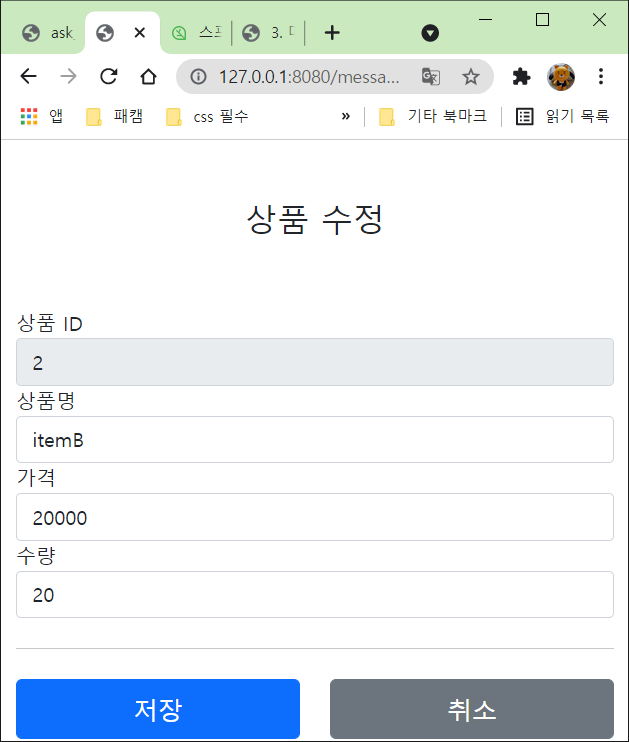 ask_
스프
3. 
127.0.0.1:8080/messa...
앱
패캠
css 필수
»
기타 북마크
읽기 목록
상품 수정
상품 ID
2
상품명
itemB
가격
20000
수량
20
저장
취소